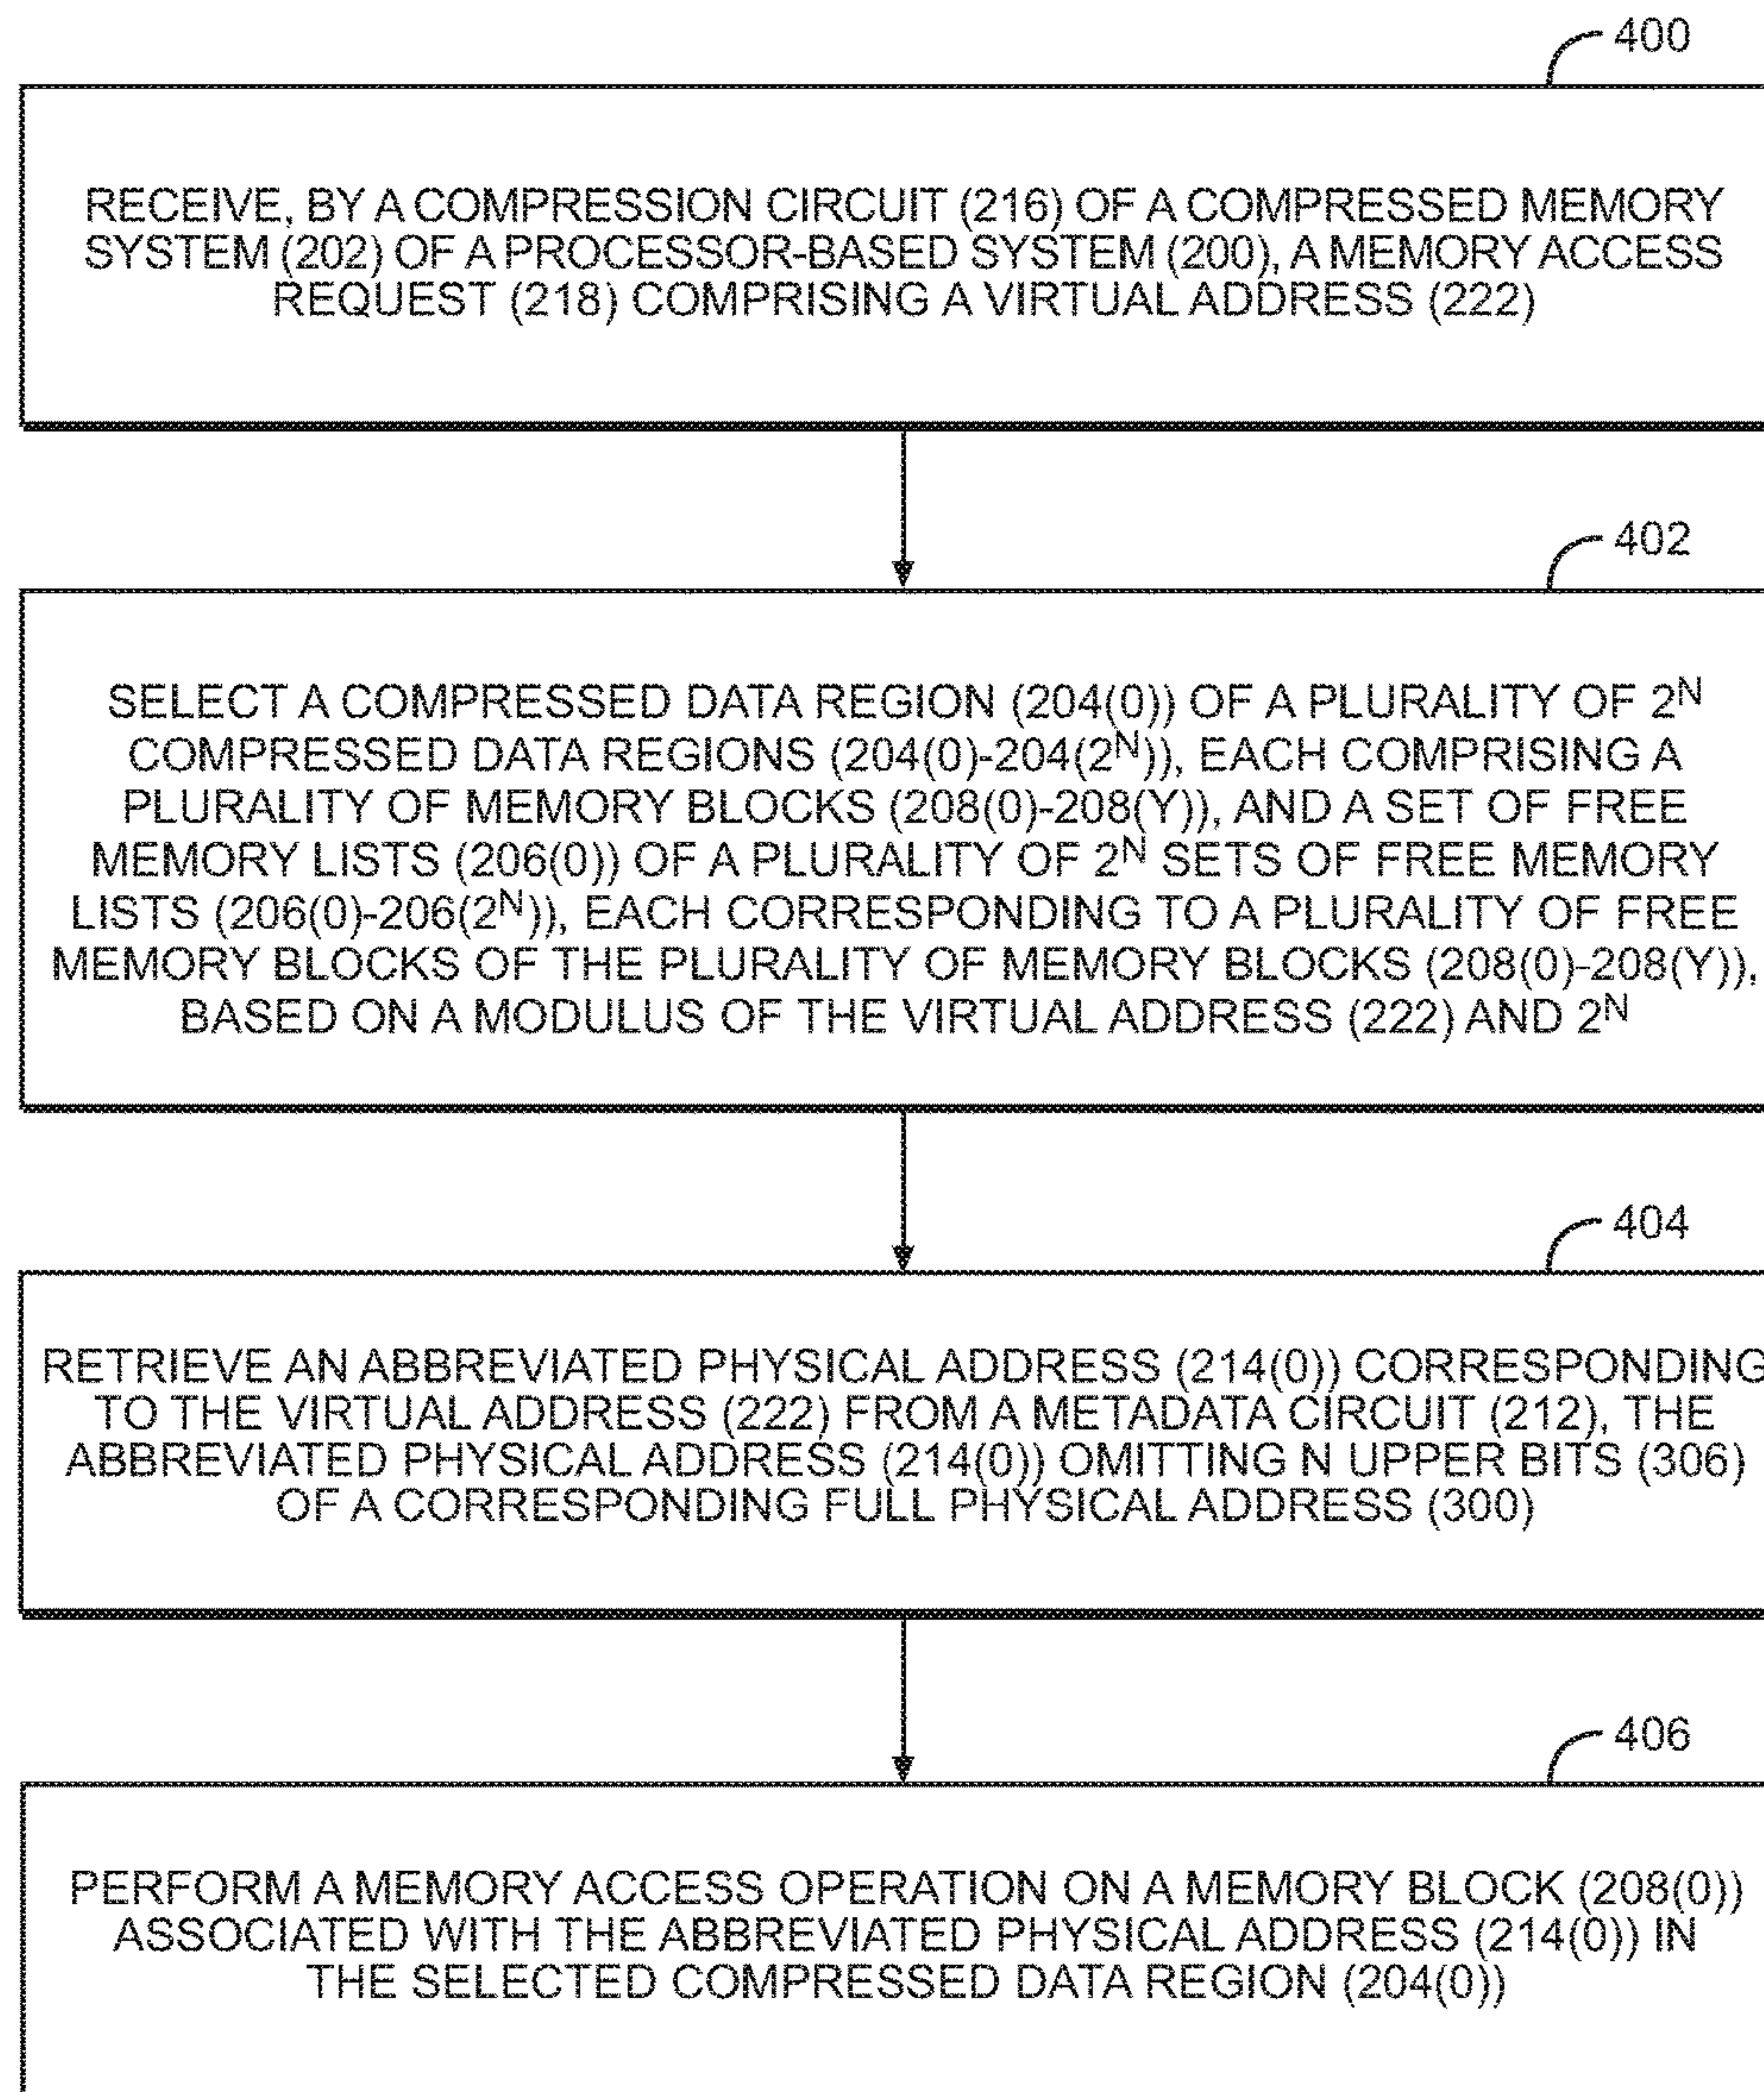 400
RECEIVE, BY A COMPRESSION CIRCUIT (216) OF A COMPRESSED MEMORY
SYSTEM (202) OF A PROCESSOR-BASED SYSTEM (200), A MEMORY ACCESS
REQUEST (218) COMPRISING A VIRTUAL ADDRESS (222)
402
SELECT A COMPRESSED DATA REGION (204(0)) OF A PLURALITY OF 2ᴺ
COMPRESSED DATA REGIONS (204(0)-204(2ᴺ)), EACH COMPRISING A
PLURALITY OF MEMORY BLOCKS (208(0)-208(Y)), AND A SET OF FREE
MEMORY LISTS (206(0)) OF A PLURALITY OF 2ᴺ SETS OF FREE MEMORY
LISTS (206(0)-206(2ᴺ)), EACH CORRESPONDING TO A PLURALITY OF FREE
MEMORY BLOCKS OF THE PLURALITY OF MEMORY BLOCKS (208(0)-208(Y)),
BASED ON A MODULUS OF THE VIRTUAL ADDRESS (222) AND 2ᴺ
404
RETRIEVE AN ABBREVIATED PHYSICAL ADDRESS (214(0)) CORRESPONDING
TO THE VIRTUAL ADDRESS (222) FROM A METADATA CIRCUIT (212), THE
ABBREVIATED PHYSICAL ADDRESS (214(0)) OMITTING N UPPER BITS (306)
OF A CORRESPONDING FULL PHYSICAL ADDRESS (300)
406
PERFORM A MEMORY ACCESS OPERATION ON A MEMORY BLOCK (208(0))
ASSOCIATED WITH THE ABBREVIATED PHYSICAL ADDRESS (214(0)) IN
THE SELECTED COMPRESSED DATA REGION (204(0))